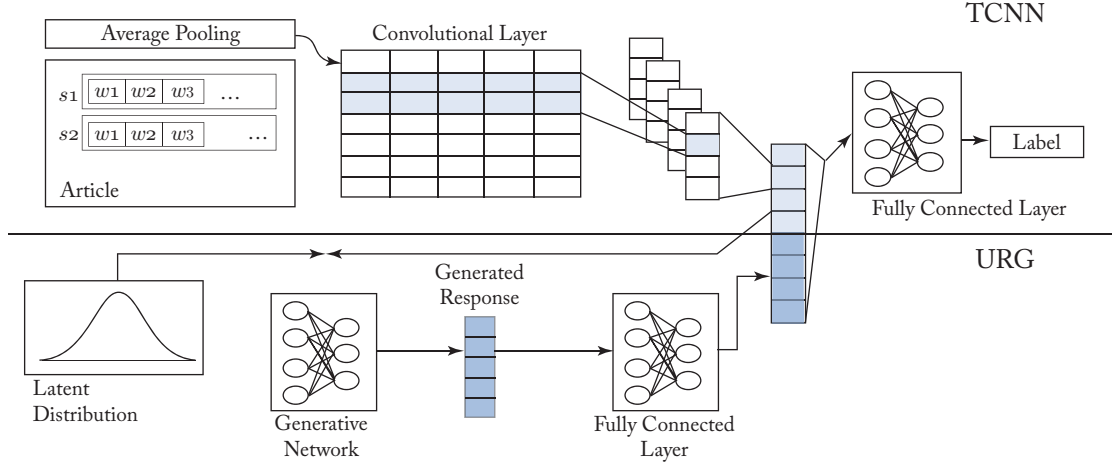 TCNN
Average Pooling
Convolutional Layer
s1 w1 w2 w3 ...
s2 w1 w2 w3 ...
Article
Label
Fully Connected Layer
URG
Generated
Response
Latent
Distribution
Generative
Network
Fully Connected
Layer